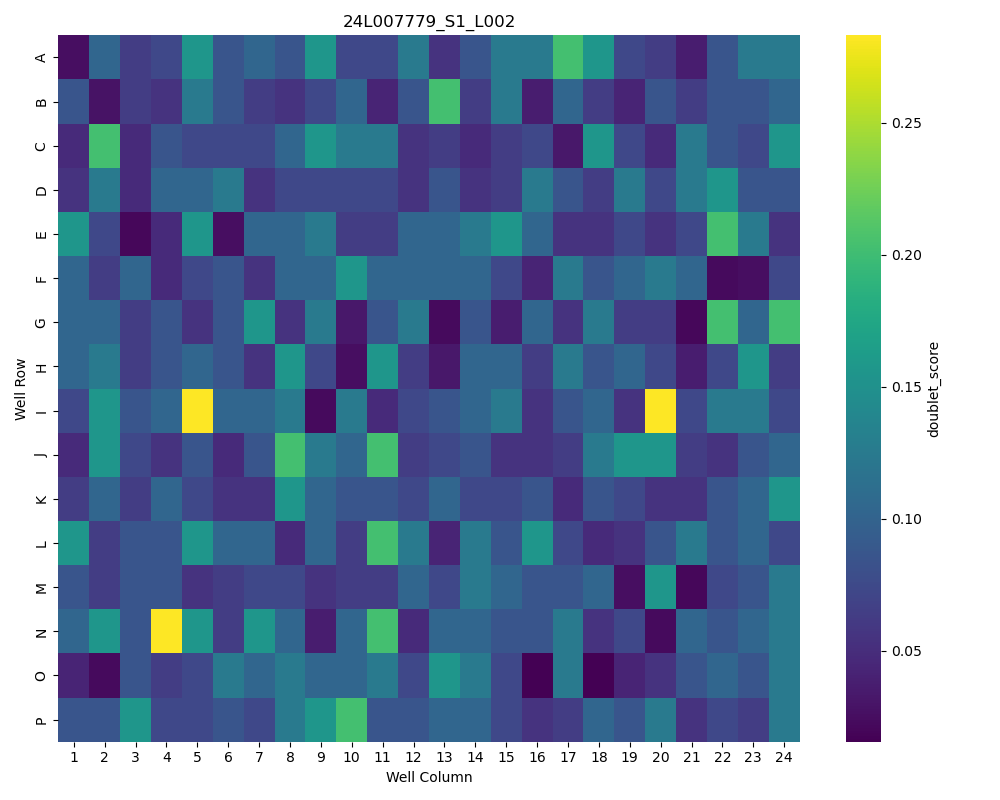 24L007779_S1_L002
Well Row
A
B
C
D
E
F
G
H
I
J
K
L
M
N
O
P
1 2 3 4 5 6 7 8 9 10 11 12 13 14 15 16 17 18 19 20 21 22 23 24
Well Column
0.25
0.20
0.15
0.10
0.05
doublet_score